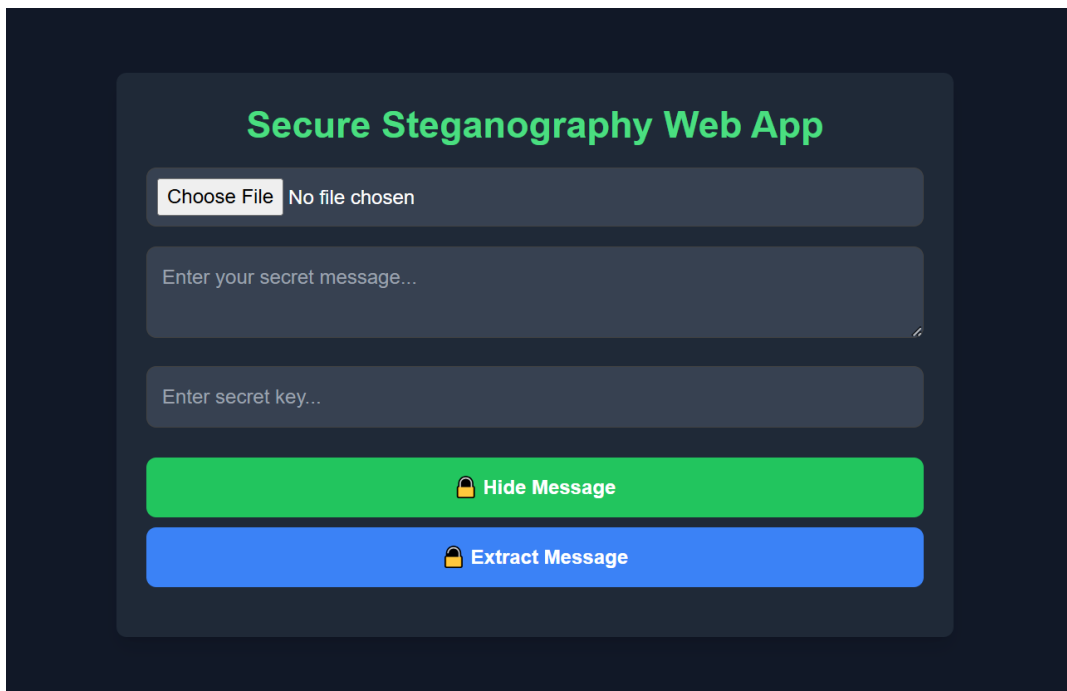 Secure Steganography Web App
Choose File No file chosen
Enter your secret message...
Enter secret key...
🔒 Hide Message
🔓 Extract Message